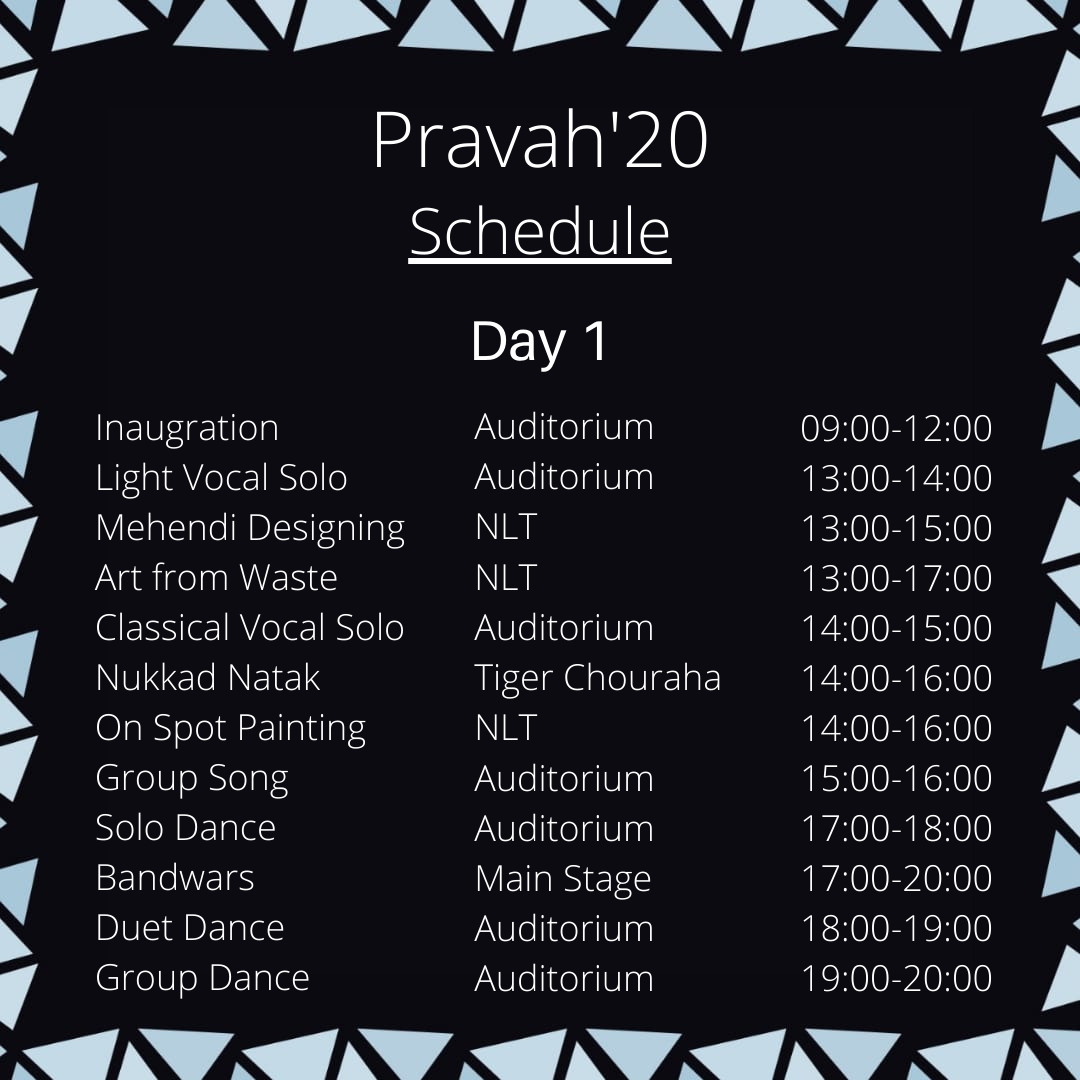 Pravah'20
Schedule
Day 1
Inaugration Auditorium 09:00-12:00
Light Vocal Solo Auditorium 13:00-14:00
Mehendi Designing NLT 13:00-15:00
Art from Waste NLT 13:00-17:00
Classical Vocal Solo Auditorium 14:00-15:00
Nukkad Natak Tiger Chouraha 14:00-16:00
On Spot Painting NLT 14:00-16:00
Group Song Auditorium 15:00-16:00
Solo Dance Auditorium 17:00-18:00
Bandwars Main Stage 17:00-20:00
Duet Dance Auditorium 18:00-19:00
Group Dance Auditorium 19:00-20:00